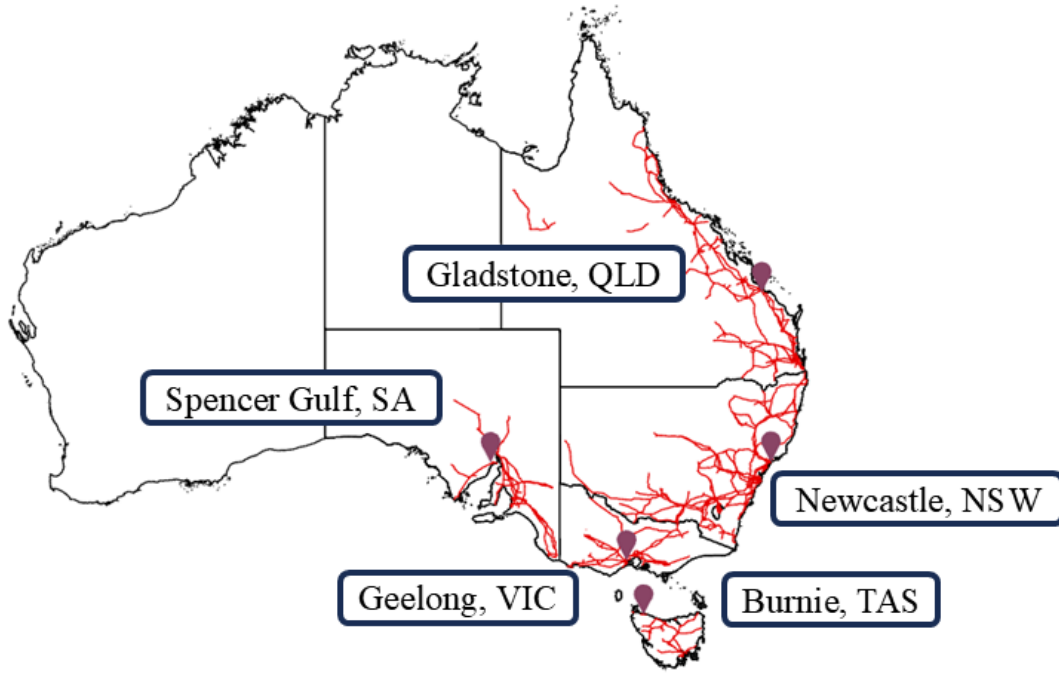 Gladstone, QLD
Spencer Gulf, SA
Newcastle, NSW
Geelong, VIC
Burnie, TAS